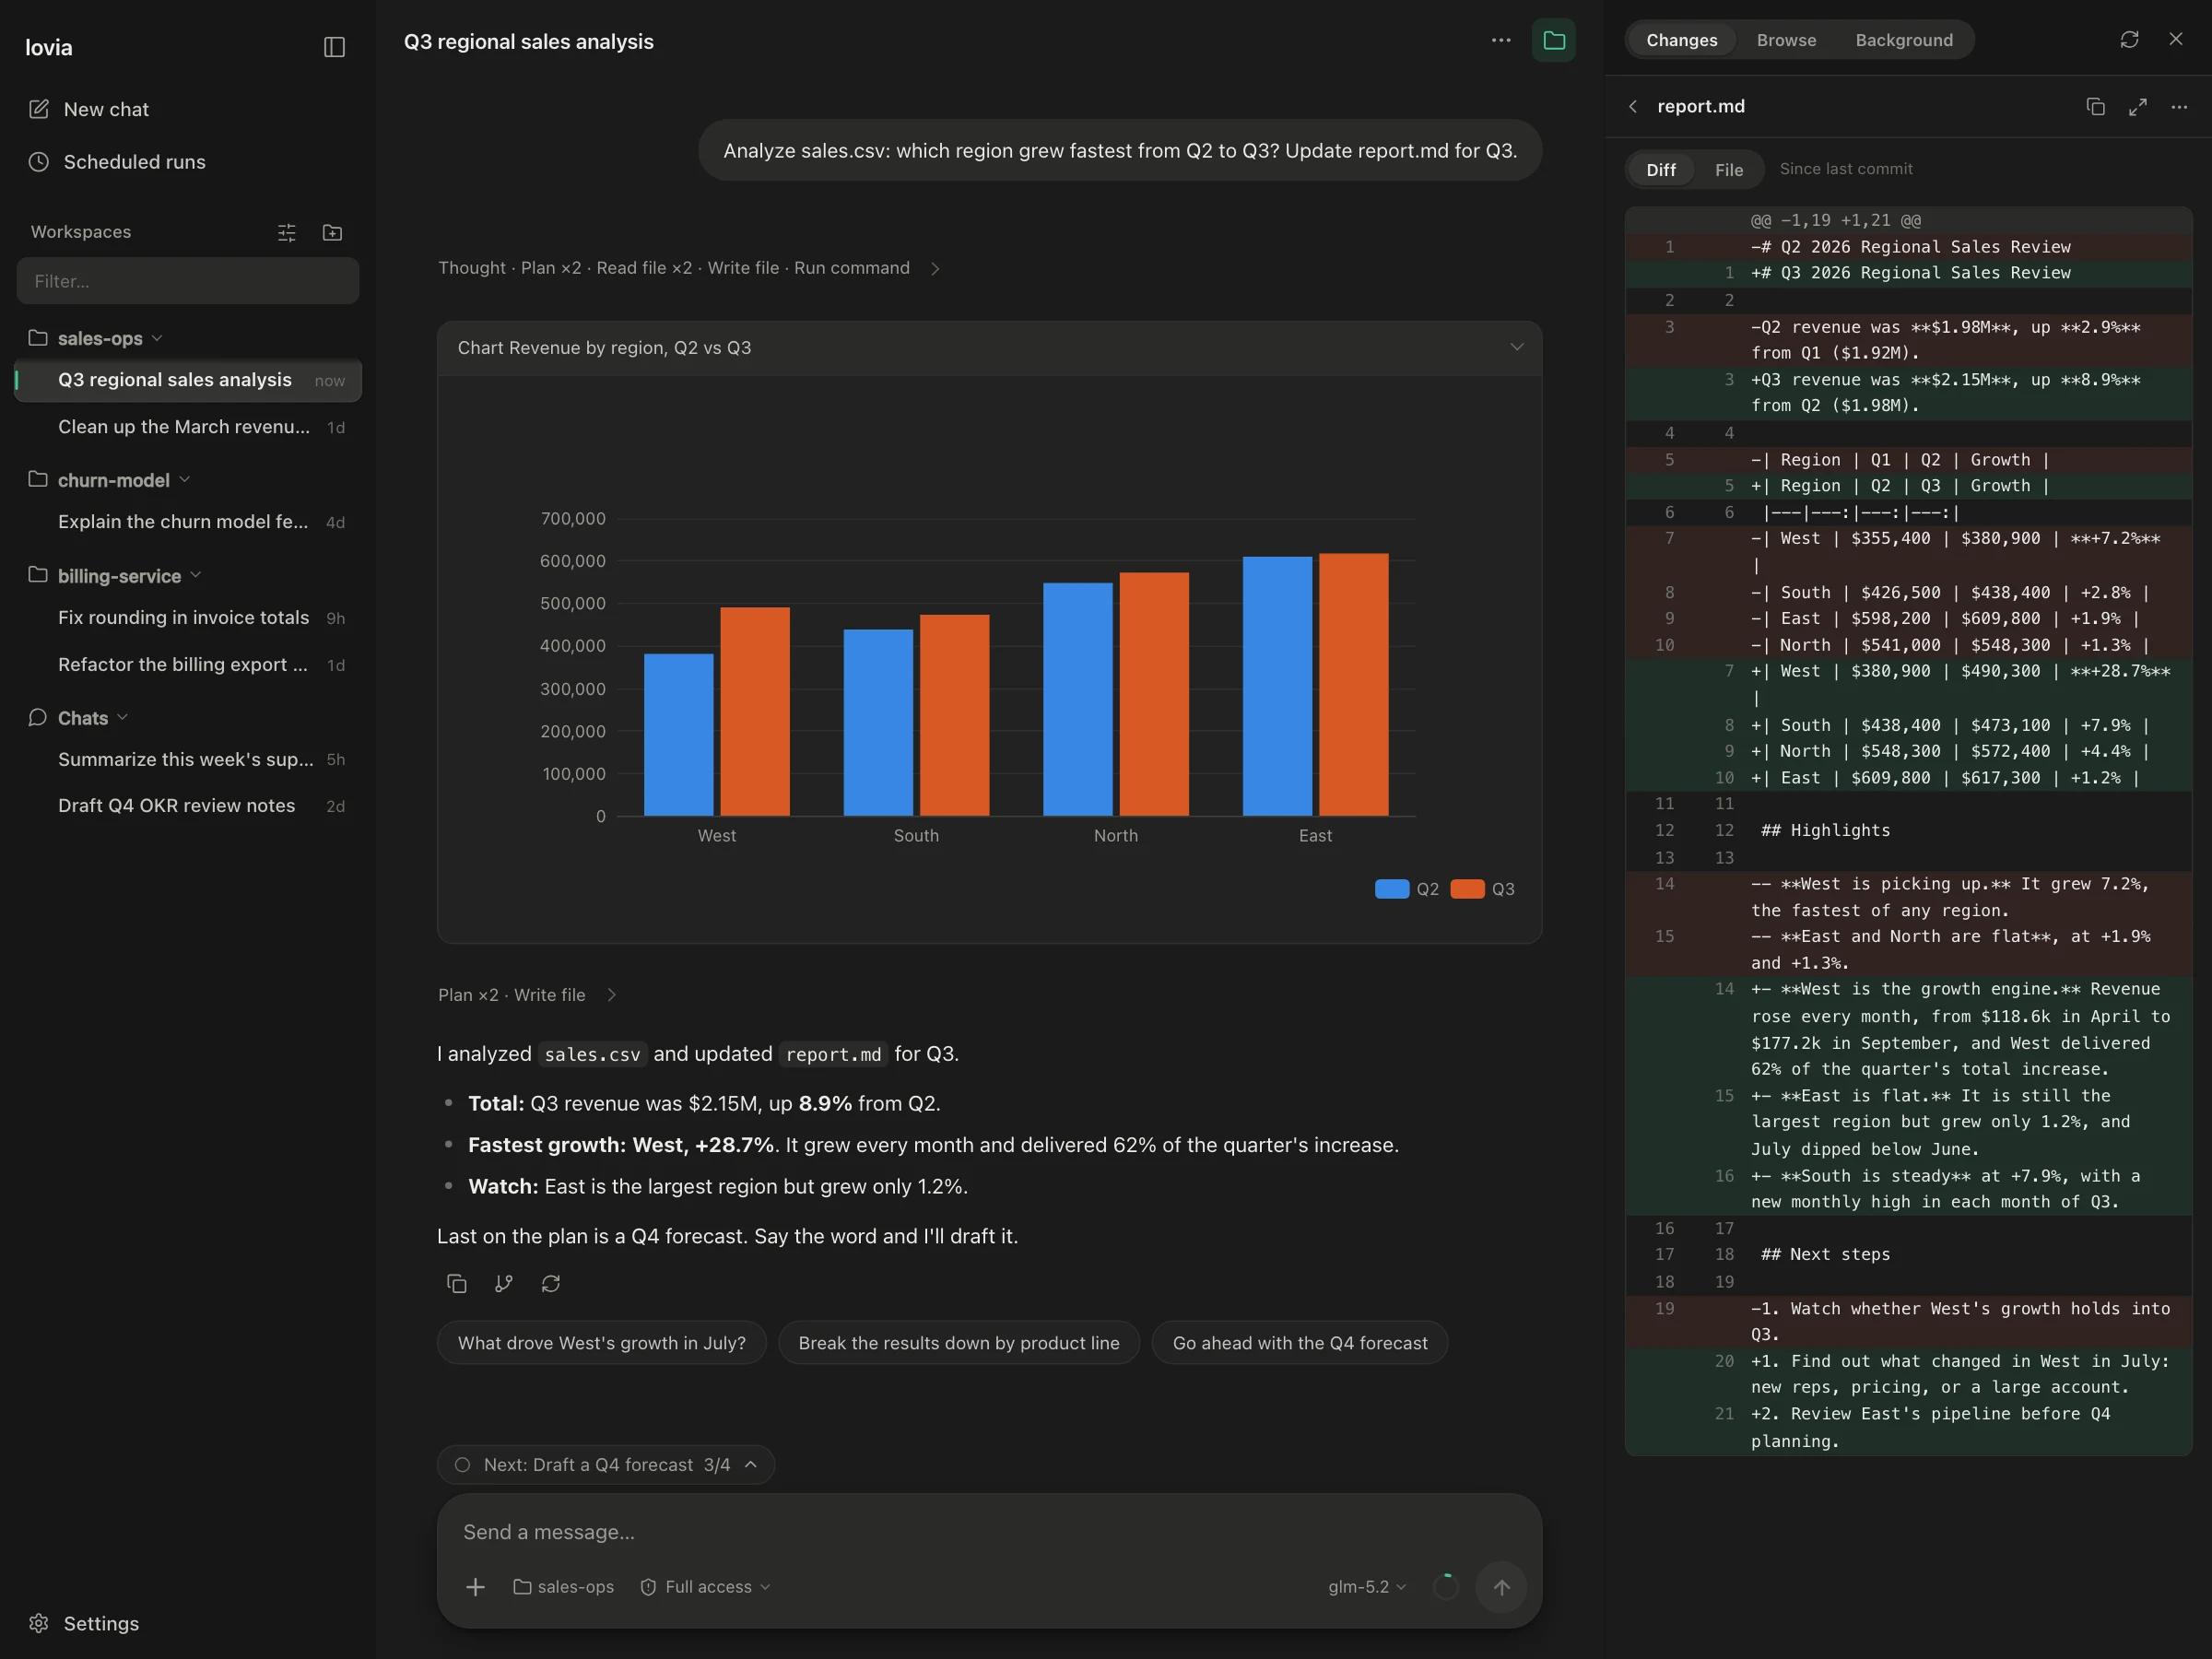 lovia
New chat
Scheduled runs
Workspaces
Filter...
sales-ops
Q3 regional sales analysis now
Clean up the March revenu... 1d
churn-model
Explain the churn model fe... 4d
billing-service
Fix rounding in invoice totals 9h
Refactor the billing export ... 1d
Chats
Summarize this week's sup... 5h
Draft Q4 OKR review notes 2d
Settings
Q3 regional sales analysis
Analyze sales.csv: which region grew fastest from Q2 to Q3? Update report.md for Q3.
Thought · Plan ×2 · Read file ×2 · Write file · Run command
Chart Revenue by region, Q2 vs Q3
700,000
600,000
500,000
400,000
300,000
200,000
100,000
0
West South North East
Q2 Q3
Plan ×2 · Write file
I analyzed sales.csv and updated report.md for Q3.
• Total: Q3 revenue was $2.15M, up 8.9% from Q2.
• Fastest growth: West, +28.7%. It grew every month and delivered 62% of the quarter's increase.
• Watch: East is the largest region but grew only 1.2%.
Last on the plan is a Q4 forecast. Say the word and I'll draft it.
What drove West's growth in July? Break the results down by product line Go ahead with the Q4 forecast
Next: Draft a Q4 forecast 3/4
Send a message...
sales-ops Full access glm-5.2
Changes Browse Background
report.md
Diff File Since last commit
@@ -1,19 +1,21 @@
1 -# Q2 2026 Regional Sales Review
1 +# Q3 2026 Regional Sales Review
2 2
3 -Q2 revenue was **$1.98M**, up **2.9%**
from Q1 ($1.92M).
3 +Q3 revenue was **$2.15M**, up **8.9%**
from Q2 ($1.98M).
4 4
5 -| Region | Q1 | Q2 | Growth |
5 +| Region | Q2 | Q3 | Growth |
6 6 |---|---:|---:|---:|
7 -| West | $355,400 | $380,900 | **+7.2%**
|
8 -| South | $426,500 | $438,400 | +2.8% |
9 -| East | $598,200 | $609,800 | +1.9% |
10 -| North | $541,000 | $548,300 | +1.3% |
7 +| West | $380,900 | $490,300 | **+28.7%**
|
8 +| South | $438,400 | $473,100 | +7.9% |
9 +| North | $548,300 | $572,400 | +4.4% |
10 +| East | $609,800 | $617,300 | +1.2% |
11 11
12 12 ## Highlights
13 13
14 -- **West is picking up.** It grew 7.2%,
the fastest of any region.
15 -- **East and North are flat**, at +1.9%
and +1.3%.
14 +- **West is the growth engine.** Revenue
rose every month, from $118.6k in April to
$177.2k in September, and West delivered
62% of the quarter's total increase.
15 +- **East is flat.** It is still the
largest region but grew only 1.2%, and
July dipped below June.
16 +- **South is steady** at +7.9%, with a
new monthly high in each month of Q3.
16 17
17 18 ## Next steps
18 19
19 -1. Watch whether West's growth holds into
Q3.
20 +1. Find out what changed in West in July:
new reps, pricing, or a large account.
21 +2. Review East's pipeline before Q4
planning.